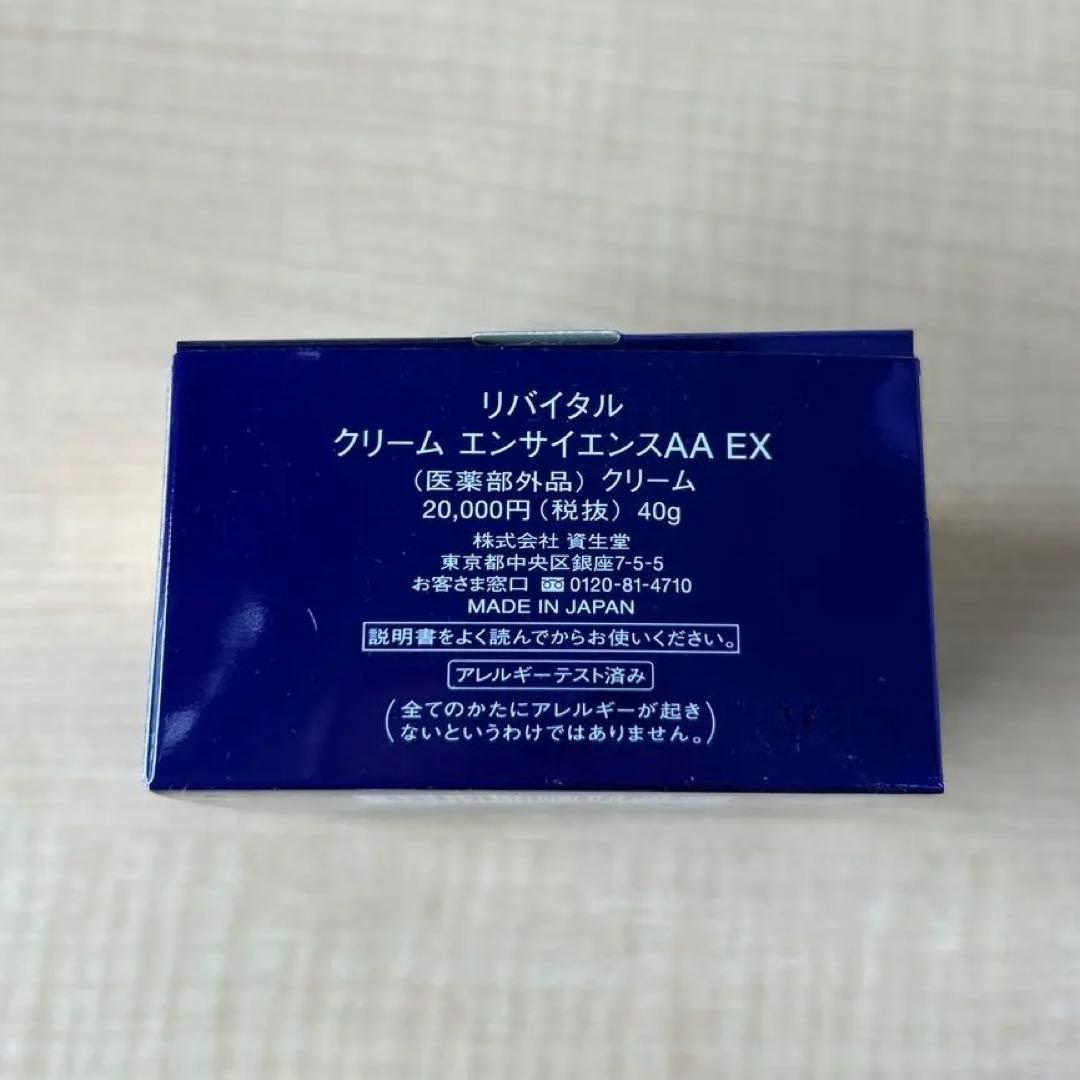 リバイタル
クリーム エンサイエンスAA EX
（医薬部外品） クリーム
20,000円（税抜） 40g
株式会社 資生堂
東京都中央区銀座7-5-5
お客さま窓口 0120-81-4710
MADE IN JAPAN
説明書をよく読んでからお使いください。
アレルギーテスト済み
（全てのかたにアレルギーが起き
ないというわけではありません。）